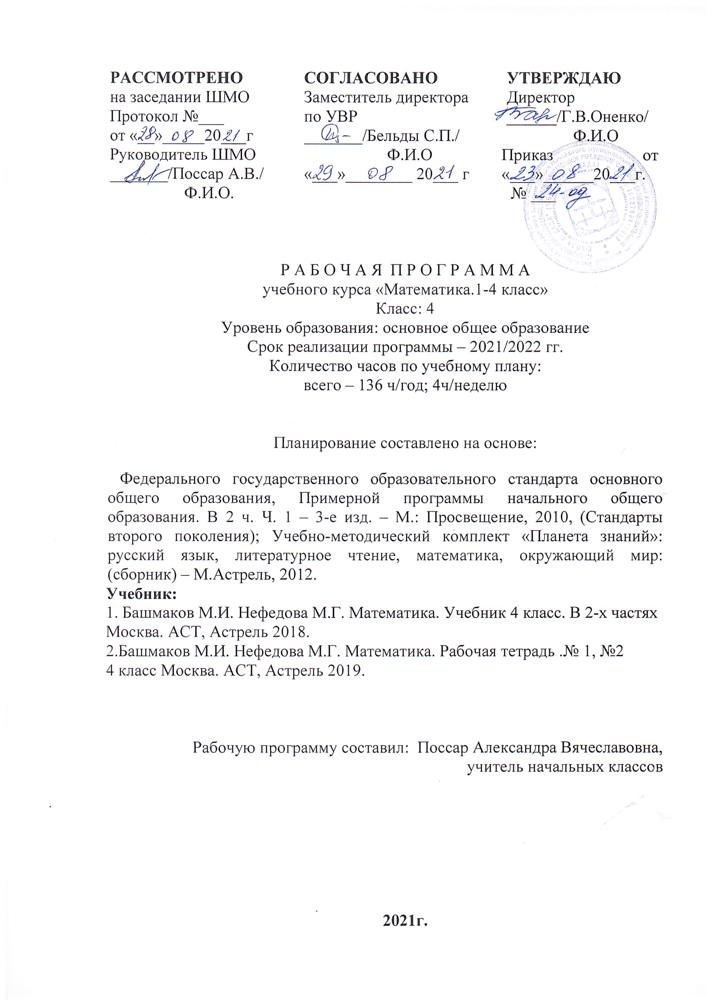 РАССМОТРЕНО
на заседании ШМО
Протокол №___
от «28» 08 2021 г
Руководитель ШМО
_______/Поссар А.В./
Ф.И.О.
СОГЛАСОВАНО
Заместитель директора
по УВР
_______/Бельды С.П./
Ф.И.О
«29» 08 2021 г
УТВЕРЖДАЮ
Директор
______/Г.В.Оненко/
Ф.И.О
Приказ от
«23» 08 2021 г.
№ 24-од
Р А Б О Ч А Я П Р О Г Р А М М А
учебного курса «Математика.1-4 класс»
Класс: 4
Уровень образования: основное общее образование
Срок реализации программы – 2021/2022 гг.
Количество часов по учебному плану:
всего – 136 ч/год; 4ч/неделю
Планирование составлено на основе:
Федерального государственного образовательного стандарта основного
общего образования, Примерной программы начального общего
образования. В 2 ч. Ч. 1 – 3-е изд. – М.: Просвещение, 2010, (Стандарты
второго поколения); Учебно-методический комплект «Планета знаний»:
русский язык, литературное чтение, математика, окружающий мир:
(сборник) – М.Астрель, 2012.
Учебник:
1. Башмаков М.И. Нефедова М.Г. Математика. Учебник 4 класс. В 2-х частях
Москва. АСТ, Астрель 2018.
2.Башмаков М.И. Нефедова М.Г. Математика. Рабочая тетрадь .№ 1, №2
4 класс Москва. АСТ, Астрель 2019.
Рабочую программу составил: Поссар Александра Вячеславовна,
учитель начальных классов
2021г.